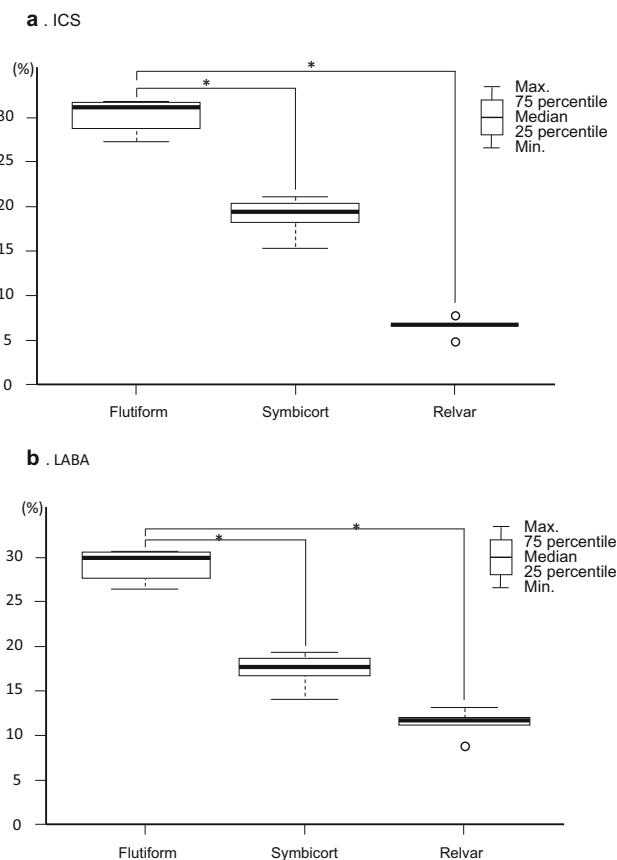 a . ICS
(%)
30
25
20
15
10
5
0
*
*
Max.
75 percentile
Median
25 percentile
Min.
Flutiform Symbicort Relvar
b . LABA
(%)
30
25
20
15
10
5
0
*
*
Max.
75 percentile
Median
25 percentile
Min.
Flutiform Symbicort Relvar